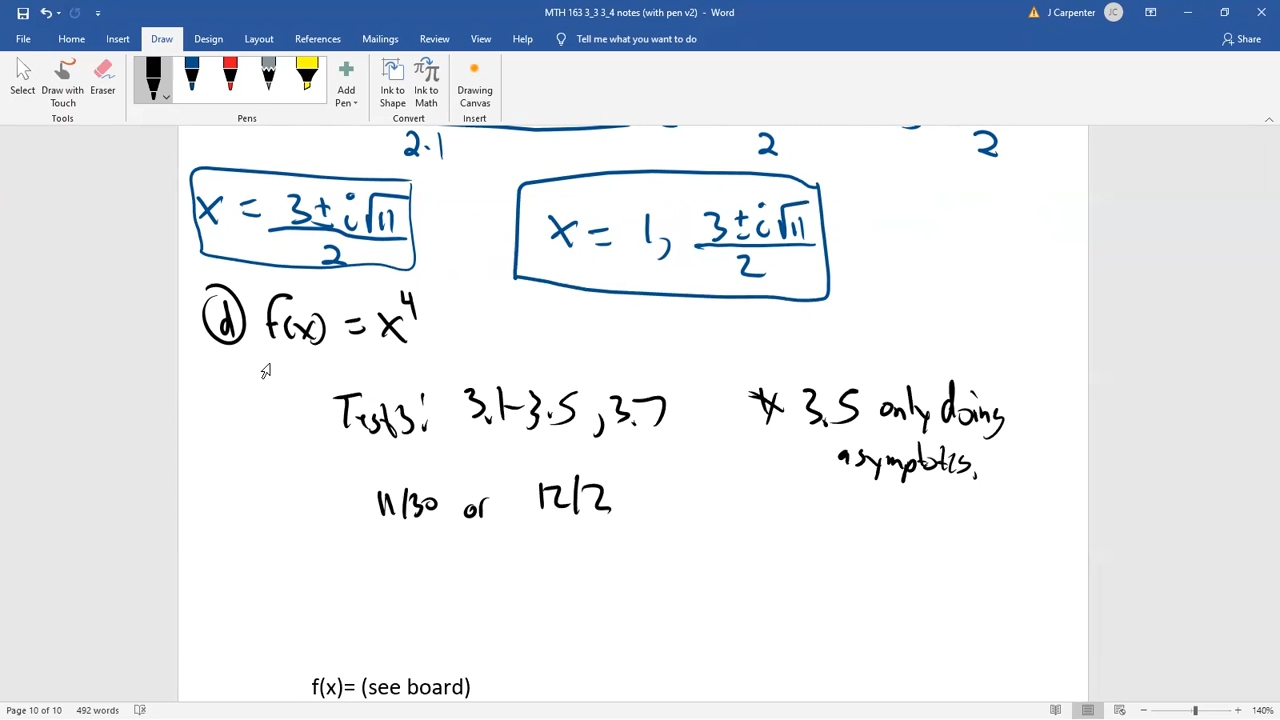 MTH 163 3_3 3_4 notes (with pen v2) - Word
J Carpenter JC
File Home Insert Draw Design Layout References Mailings Review View Help Tell me what you want to do Share
Select
Draw with Touch
Eraser
Add Pen
Ink to Shape
Ink to Math
Drawing Canvas
Tools Pens Convert Insert
2·1 2 2
x = 3±i√11 / 2
x = 1, 3±i√11 / 2
(d) f(x) = x^4
Test 3: 3.1-3.5, 3.7
* 3.5 only doing
asymptotes.
11/30 or 12/2
f(x)= (see board)
Page 10 of 10 492 words 140%